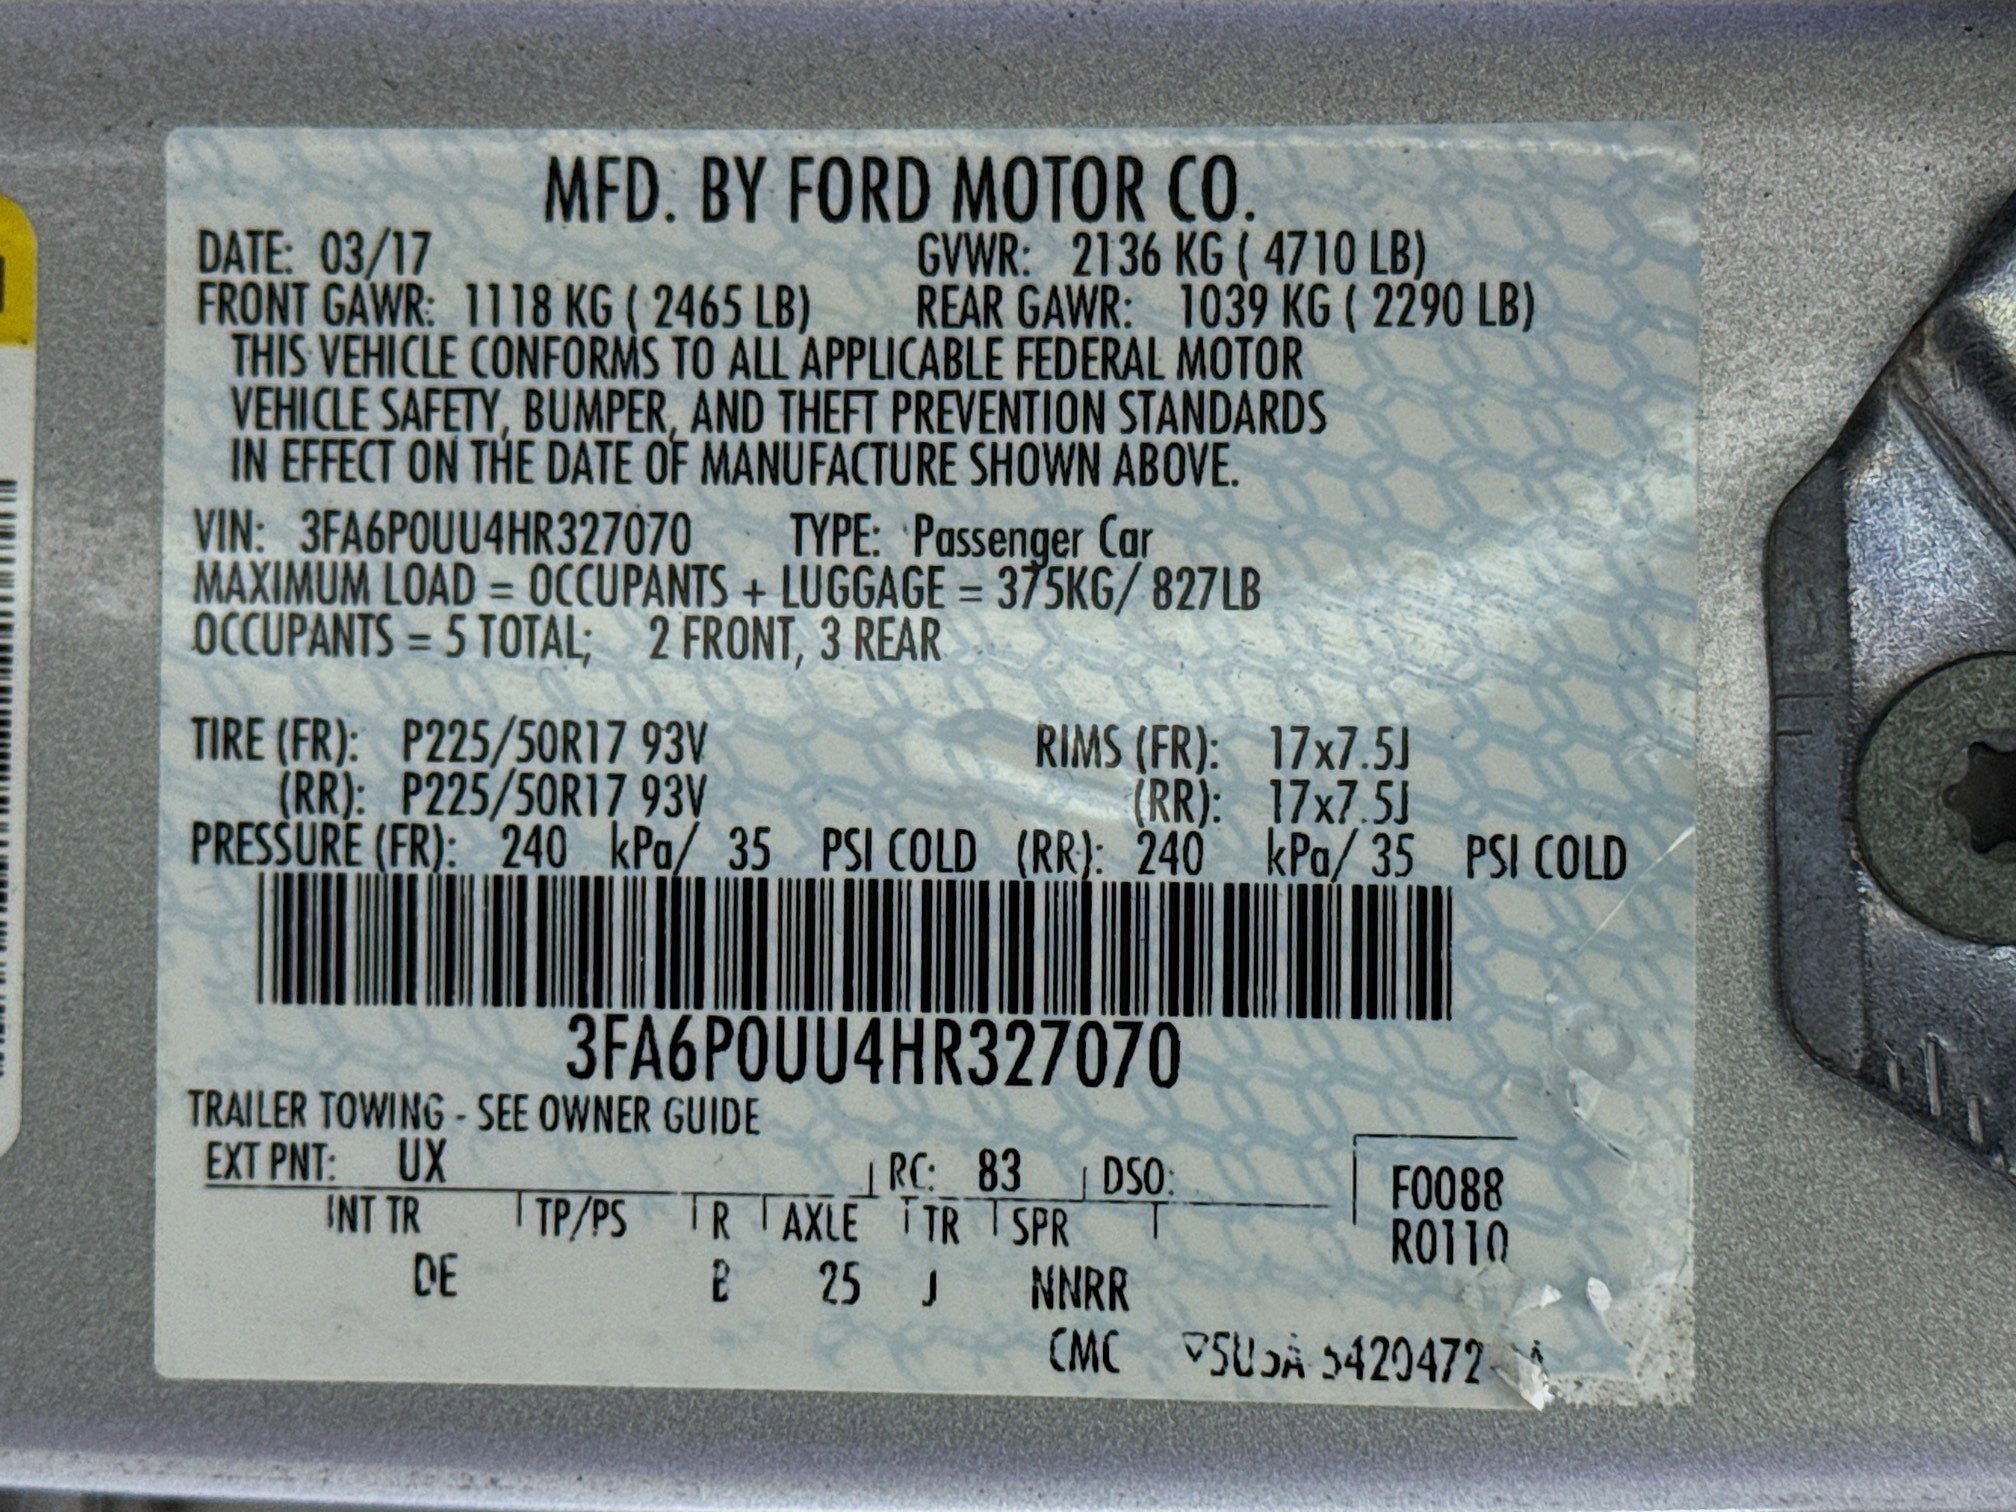 MFD. BY FORD MOTOR CO.
DATE: 03/17 GVWR: 2136 KG ( 4710 LB)
FRONT GAWR: 1118 KG ( 2465 LB) REAR GAWR: 1039 KG ( 2290 LB)
THIS VEHICLE CONFORMS TO ALL APPLICABLE FEDERAL MOTOR
VEHICLE SAFETY, BUMPER, AND THEFT PREVENTION STANDARDS
IN EFFECT ON THE DATE OF MANUFACTURE SHOWN ABOVE.
VIN: 3FA6P0UU4HR327070 TYPE: Passenger Car
MAXIMUM LOAD = OCCUPANTS + LUGGAGE = 375KG/ 827LB
OCCUPANTS = 5 TOTAL; 2 FRONT, 3 REAR
TIRE (FR): P225/50R17 93V RIMS (FR): 17x7.5J
(RR): P225/50R17 93V (RR): 17x7.5J
PRESSURE (FR): 240 kPa/ 35 PSI COLD (RR): 240 kPa/ 35 PSI COLD
3FA6P0UU4HR327070
TRAILER TOWING - SEE OWNER GUIDE
EXT PNT: UX RC: 83 DSO: F0088
R0110
INT TR TP/PS R AXLE TR SPR
DE B 25 J NNRR
CMC